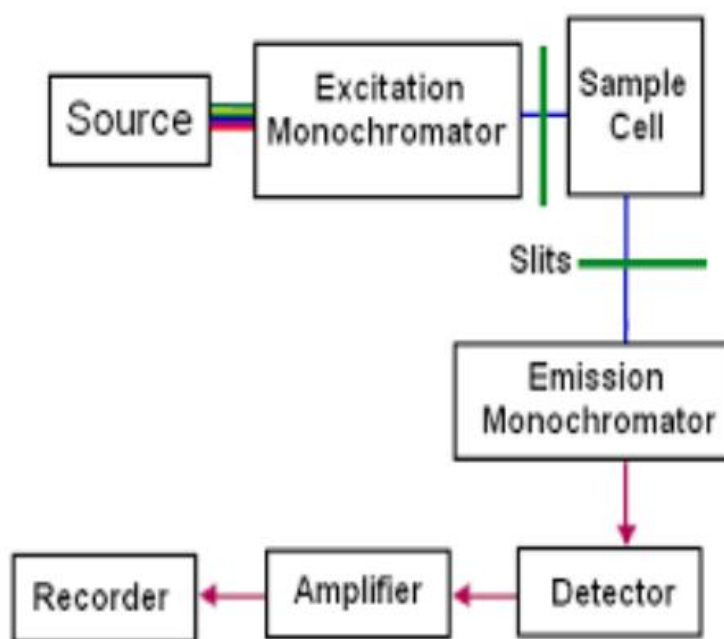 Source
Excitation
Monochromator
Sample
Cell
Slits
Emission
Monochromator
Detector
Amplifier
Recorder